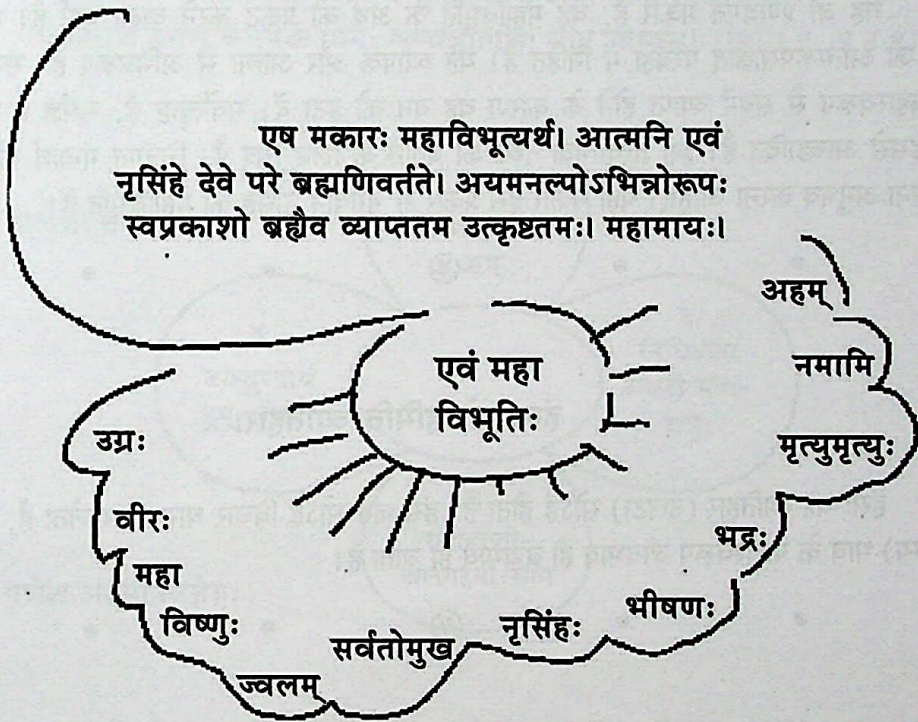 एष मकारः महाविभूत्यर्थ। आत्मनि एवं
नृसिंहे देवे परे ब्रह्मणिवर्तते। अयमनल्पोऽभिन्नोरूपः
स्वप्रकाशो ब्रह्यैव व्याप्ततम उत्कृष्टतमः। महामायः।
अहम्
नमामि
मृत्युमृत्युः
भद्रः
भीषणः
नृसिंहः
सर्वतोमुख
ज्वलम्
विष्णुः
महा
वीरः
उग्रः
एवं महा
विभूतिः